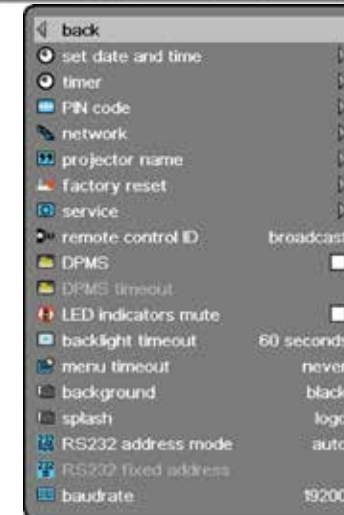 back
set date and time
timer
PIN code
network
projector name
factory reset
service
remote control ID broadcast
DPMS
DPMS timeout
LED indicators mute
backlight timeout 60 seconds
menu timeout never
background black
splash logo
RS232 address mode auto
RS232 fixed address
baudrate 19200